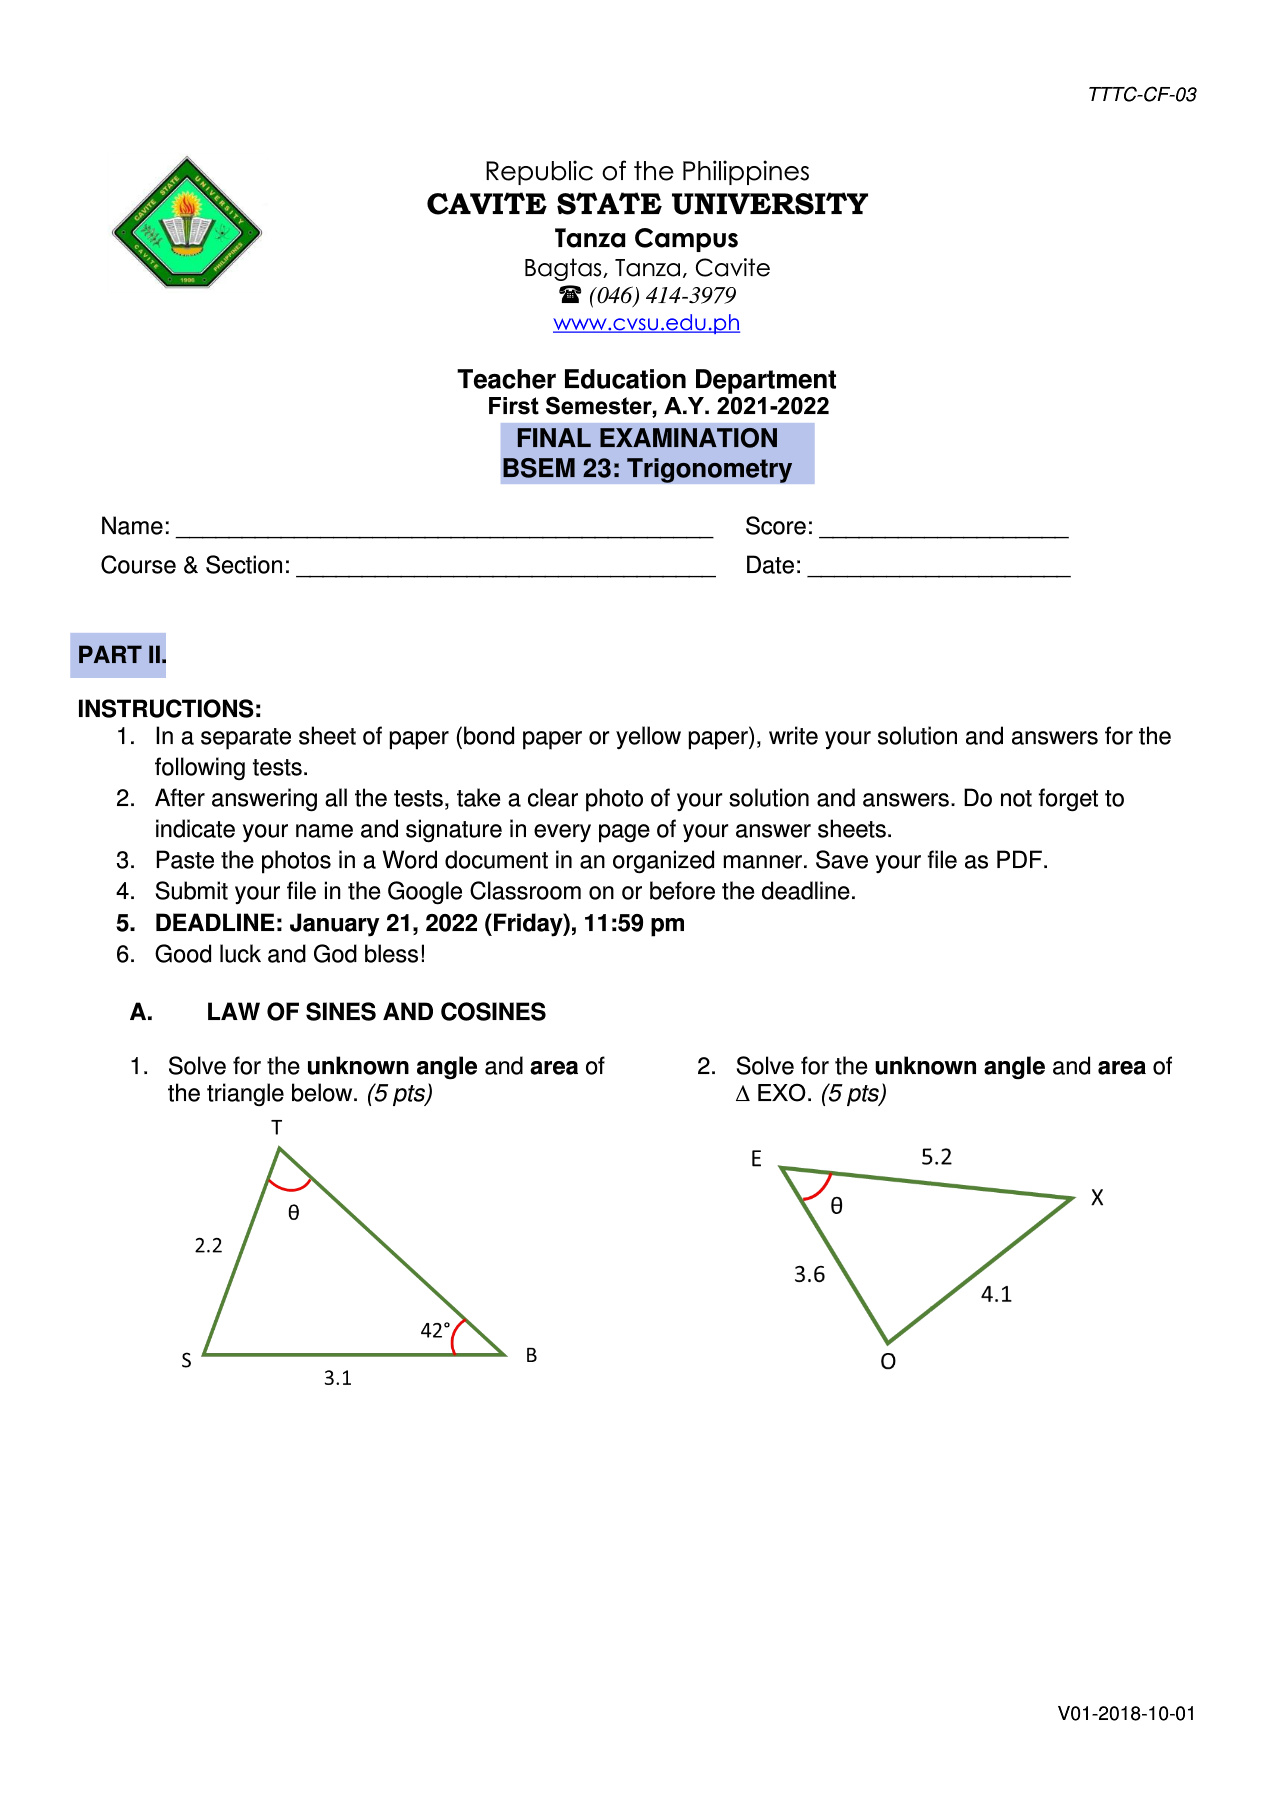 TTTC-CF-03
CAVITE STATE UNIVERSITY
CAVITE
PHILIPPINES
1906
Republic of the Philippines
CAVITE STATE UNIVERSITY
Tanza Campus
Bagtas, Tanza, Cavite
☎ (046) 414-3979
www.cvsu.edu.ph
Teacher Education Department
First Semester, A.Y. 2021-2022
FINAL EXAMINATION
BSEM 23: Trigonometry
Name: _________________________________________ Score: ___________________
Course & Section: ________________________________ Date: ____________________
PART II.
INSTRUCTIONS:
1. In a separate sheet of paper (bond paper or yellow paper), write your solution and answers for the
following tests.
2. After answering all the tests, take a clear photo of your solution and answers. Do not forget to
indicate your name and signature in every page of your answer sheets.
3. Paste the photos in a Word document in an organized manner. Save your file as PDF.
4. Submit your file in the Google Classroom on or before the deadline.
5. DEADLINE: January 21, 2022 (Friday), 11:59 pm
6. Good luck and God bless!
A. LAW OF SINES AND COSINES
1. Solve for the unknown angle and area of
the triangle below. (5 pts)
T
θ
2.2
42°
S
B
3.1
2. Solve for the unknown angle and area of
∆ EXO. (5 pts)
E
5.2
X
θ
3.6
4.1
O
V01-2018-10-01